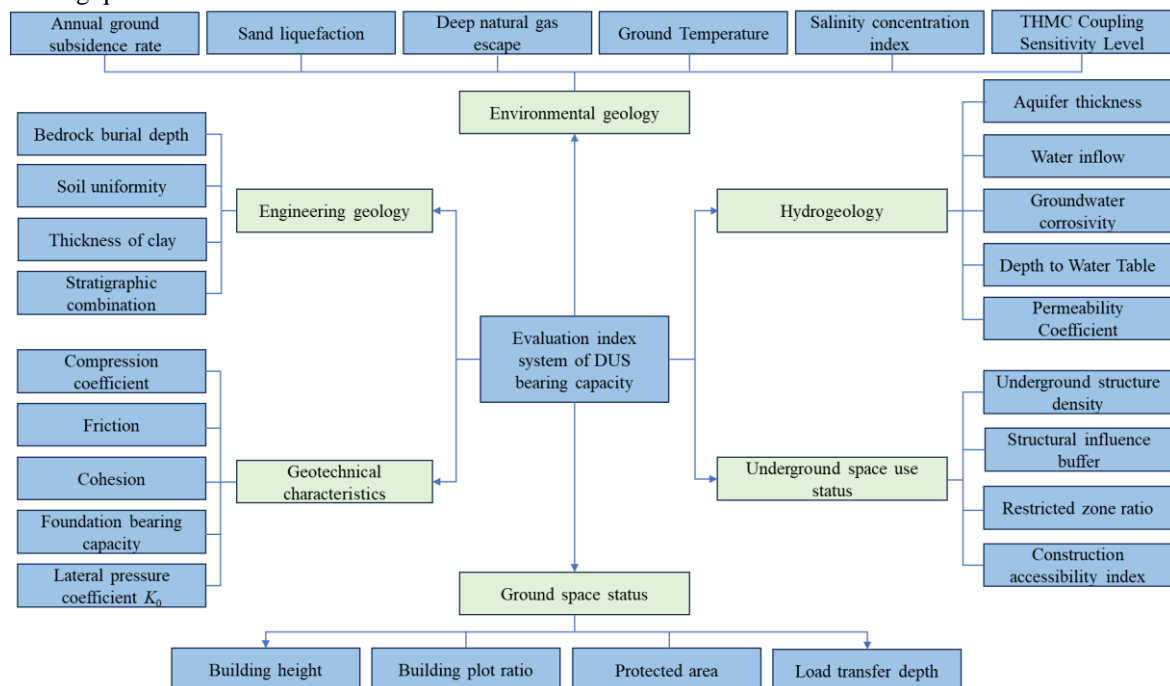 Annual ground
subsidence rate
Sand liquefaction
Deep natural gas
escape
Ground Temperature
Salinity concentration
index
THMC Coupling
Sensitivity Level
Environmental geology
Bedrock burial depth
Soil uniformity
Thickness of clay
Stratigraphic
combination
Engineering geology
Hydrogeology
Aquifer thickness
Water inflow
Groundwater
corrosivity
Depth to Water Table
Permeability
Coefficient
Evaluation index
system of DUS
bearing capacity
Compression
coefficient
Friction
Cohesion
Foundation bearing
capacity
Lateral pressure
coefficient K₀
Geotechnical
characteristics
Underground space use
status
Underground structure
density
Structural influence
buffer
Restricted zone ratio
Construction
accessibility index
Ground space status
Building height
Building plot ratio
Protected area
Load transfer depth